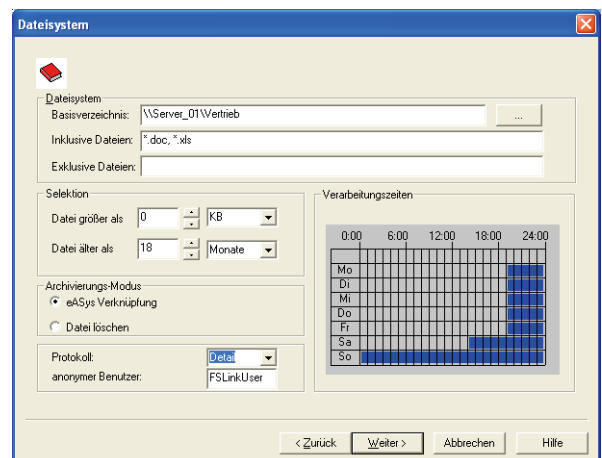 Dateisystem
Dateisystem
Basisverzeichnis: \\Server_01\Vertrieb ...
Inklusive Dateien: *.doc, *.xls
Exklusive Dateien:
Selektion
Datei größer als 0 KB
Datei älter als 18 Monate
Archivierungs-Modus
eASys Verknüpfung
Datei löschen
Protokoll: Detai
anonymer Benutzer: FSLinkUser
Verarbeitungszeiten
0:00 6:00 12:00 18:00 24:00
Mo
Di
Mi
Do
Fr
Sa
So
< Zurück Weiter > Abbrechen Hilfe